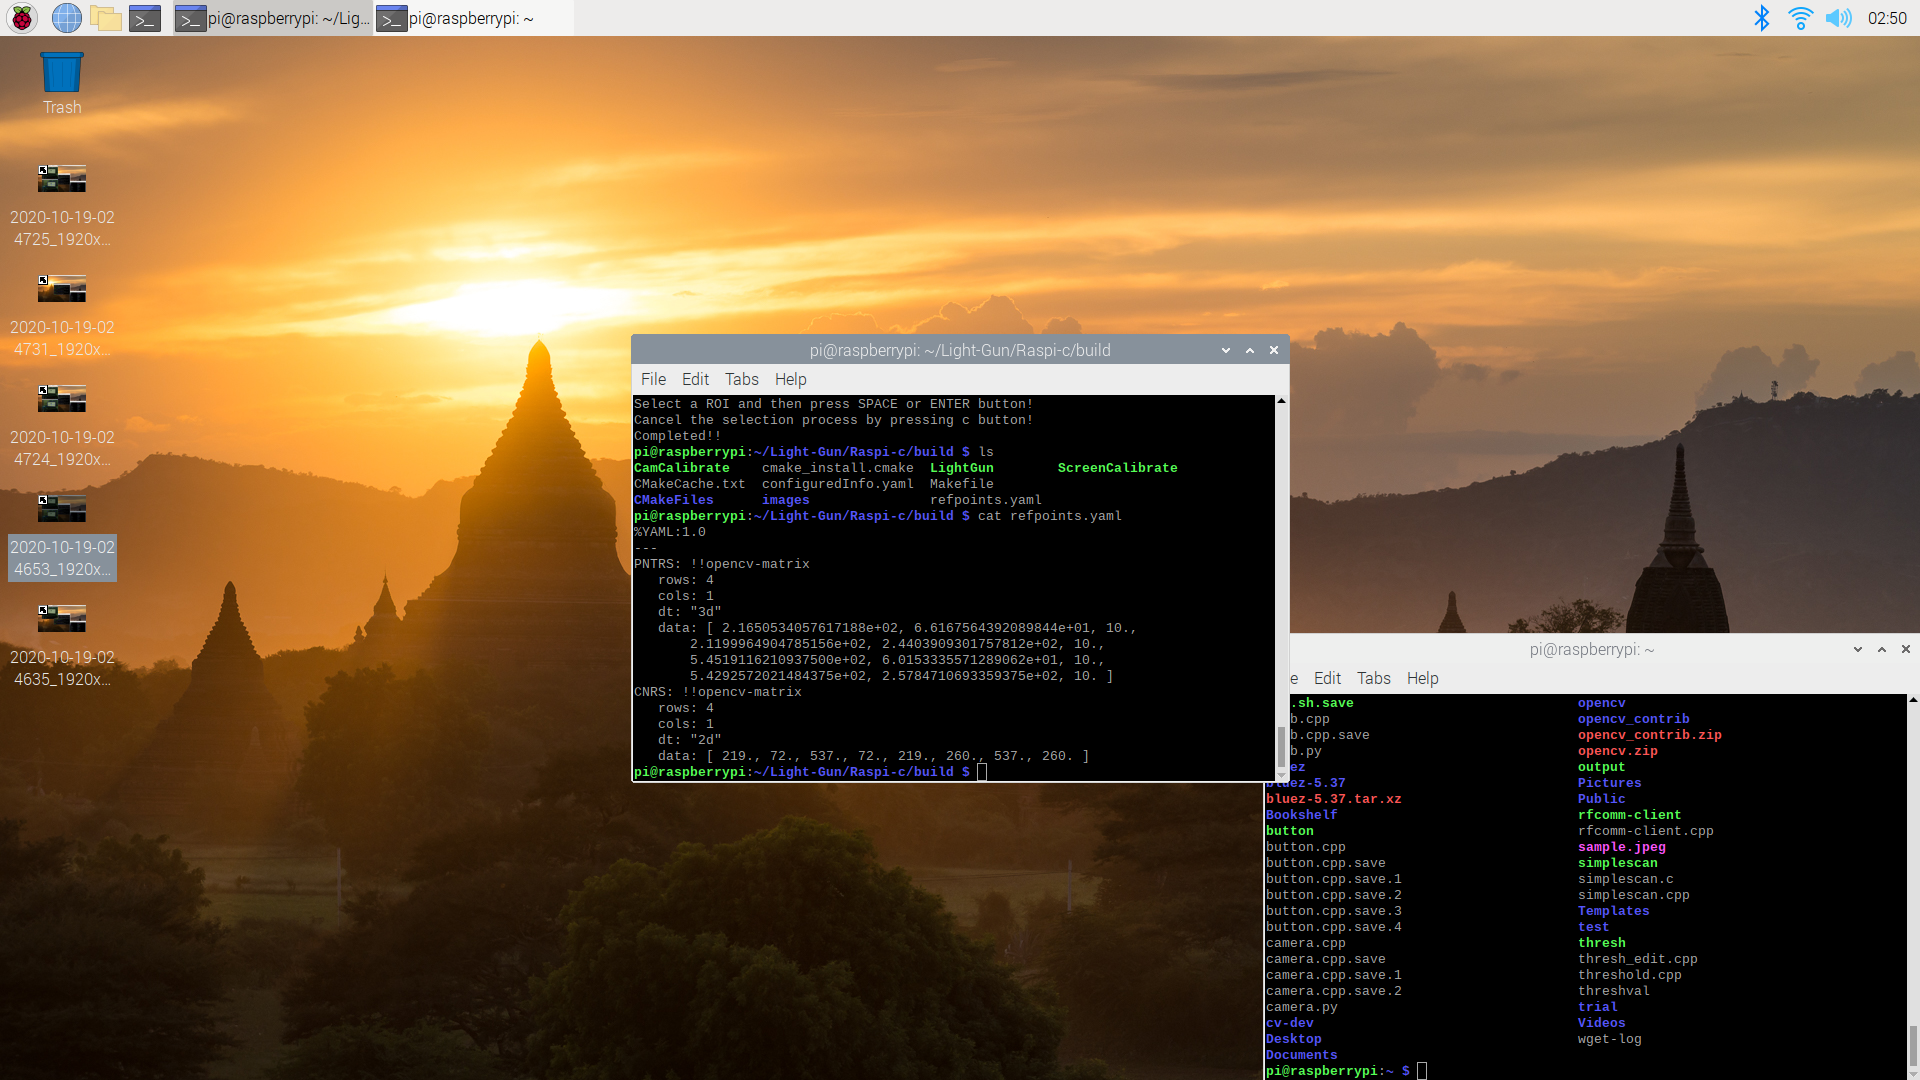 pi@raspberrypi: ~/Lig...
pi@raspberrypi: ~
02:50
Trash
2020-10-19-02
4725_1920x...
2020-10-19-02
4731_1920x...
2020-10-19-02
4724_1920x...
2020-10-19-02
4653_1920x...
2020-10-19-02
4635_1920x...
pi@raspberrypi: ~/Light-Gun/Raspi-c/build
File Edit Tabs Help
Select a ROI and then press SPACE or ENTER button!
Cancel the selection process by pressing c button!
Completed!!
pi@raspberrypi:~/Light-Gun/Raspi-c/build $ ls
CamCalibrate cmake_install.cmake LightGun ScreenCalibrate
CMakeCache.txt configuredInfo.yaml Makefile
CMakeFiles images refpoints.yaml
pi@raspberrypi:~/Light-Gun/Raspi-c/build $ cat refpoints.yaml
%YAML:1.0
---
PNTRS: !!opencv-matrix
rows: 4
cols: 1
dt: "3d"
data: [ 2.1650534057617188e+02, 6.6167564392089844e+01, 10.,
2.1199964904785156e+02, 2.4403909301757812e+02, 10.,
5.4519116210937500e+02, 6.0153335571289062e+01, 10.,
5.4292572021484375e+02, 2.5784710693359375e+02, 10. ]
CNRS: !!opencv-matrix
rows: 4
cols: 1
dt: "2d"
data: [ 219., 72., 537., 72., 219., 260., 537., 260. ]
pi@raspberrypi:~/Light-Gun/Raspi-c/build $
pi@raspberrypi: ~
e Edit Tabs Help
.sh.save opencv
b.cpp opencv_contrib
b.cpp.save opencv_contrib.zip
b.py opencv.zip
ez output
bluez-5.37 Pictures
bluez-5.37.tar.xz Public
Bookshelf rfcomm-client
button rfcomm-client.cpp
button.cpp sample.jpeg
button.cpp.save simplescan
button.cpp.save.1 simplescan.c
button.cpp.save.2 simplescan.cpp
button.cpp.save.3 Templates
button.cpp.save.4 test
camera.cpp thresh
camera.cpp.save thresh_edit.cpp
camera.cpp.save.1 threshold.cpp
camera.cpp.save.2 threshval
camera.py trial
cv-dev Videos
Desktop wget-log
Documents
pi@raspberrypi:~ $